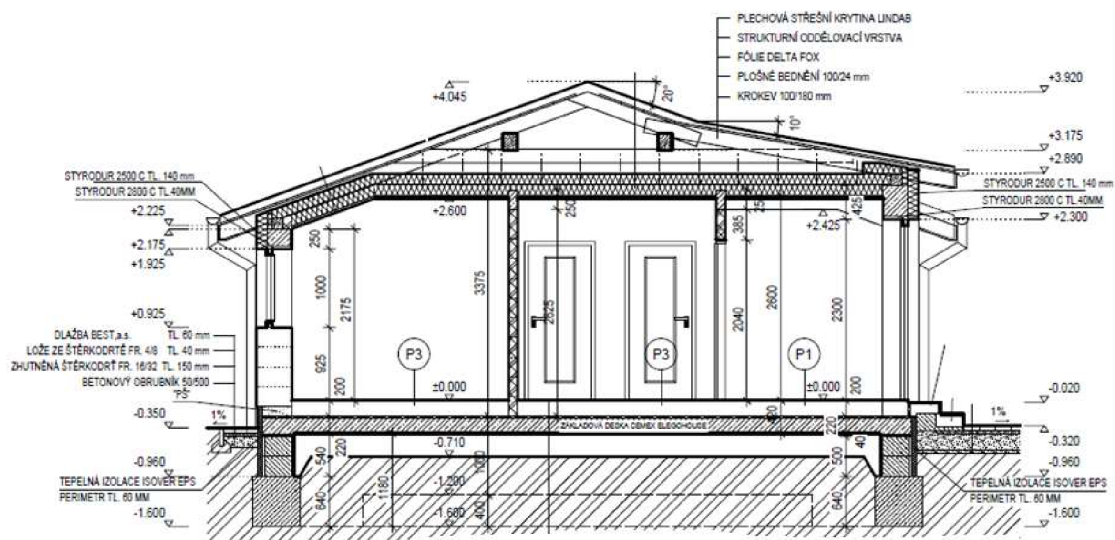 PLECHOVÁ STŘEŠNÍ KRYTINA LINDAB
STRUKTURNÍ ODDĚLOVACÍ VRSTVA
FÓLIE DELTA FOX
PLOŠNÉ BEDNĚNÍ 100/24 mm
KROKEV 100/180 mm
+4.045
20°
10°
+3.920
+3.175
+2.890
STYRODUR 2500 C TL. 140 mm
STYRODUR 2800 C TL.40MM
+2.225
+2.175
+1.925
+0.925
STYRODUR 2500 C TL. 140 mm
STYRODUR 2800 C TL.40MM
+2.300
+2.600
+2.425
250
1000
2175
925
200
3375
250
2625
385
2040
25
2600
425
2300
200
P3
P3
P1
±0.000
±0.000
DLAŽBA BEST,a.s. TL. 60 mm
LOŽE ZE ŠTĚRKODRTĚ FR. 4/8 TL. 40 mm
ZHUTNĚNÁ ŠTĚRKODRŤ FR. 16/32 TL. 150 mm
BETONOVÝ OBRUBNÍK 50/500
"P5"
-0.350
1%
-0.960
TEPELNÁ IZOLACE ISOVER EPS
PERIMETR TL. 60 MM
-1.600
ZÁKLADOVÁ DESKA DEMEX ELEGOHOUSE
540
220
640
1180
-0.710
-1.200
-1.600
400
220
40
500
640
-0.020
1%
-0.320
-0.960
TEPELNÁ IZOLACE ISOVER EPS
PERIMETR TL. 60 MM
-1.600